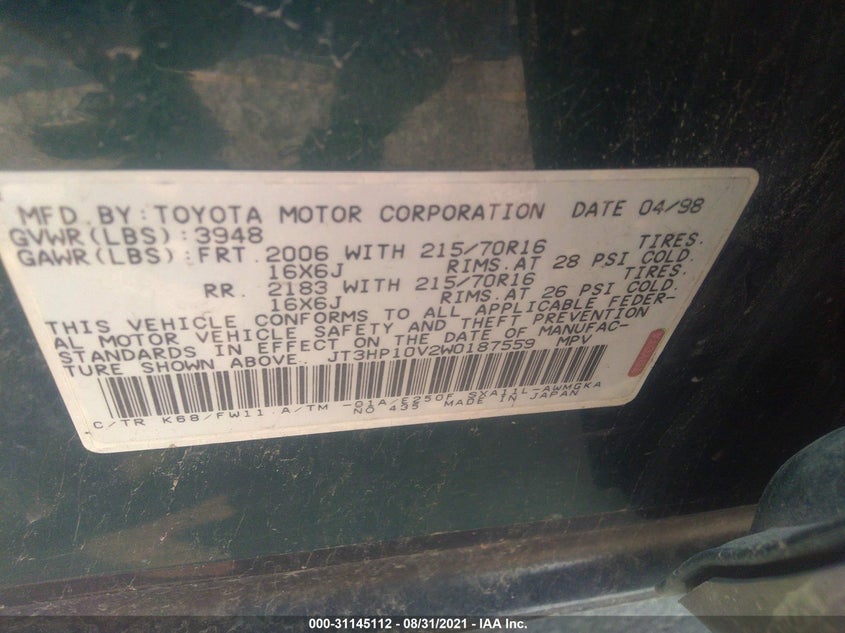 MFD. BY: TOYOTA MOTOR CORPORATION DATE 04/98
GVWR(LBS): 3948
GAWR(LBS): FRT. 2006 WITH 215/70R16 TIRES.
16X6J RIMS. AT 28 PSI COLD.
RR. 2183 WITH 215/70R16 TIRES.
16X6J RIMS. AT 26 PSI COLD.
THIS VEHICLE CONFORMS TO ALL APPLICABLE FEDER-
AL MOTOR VEHICLE SAFETY AND THEFT PREVENTION
STANDARDS IN EFFECT ON THE DATE OF MANUFAC-
TURE SHOWN ABOVE. JT3HP10V2W0187559 MPV
C/TR K68/FW11 A/TM -01A/E250F SXA11L-AWMGKA
NO 435 MADE IN JAPAN
000-31145112 - 08/31/2021 - IAA Inc.